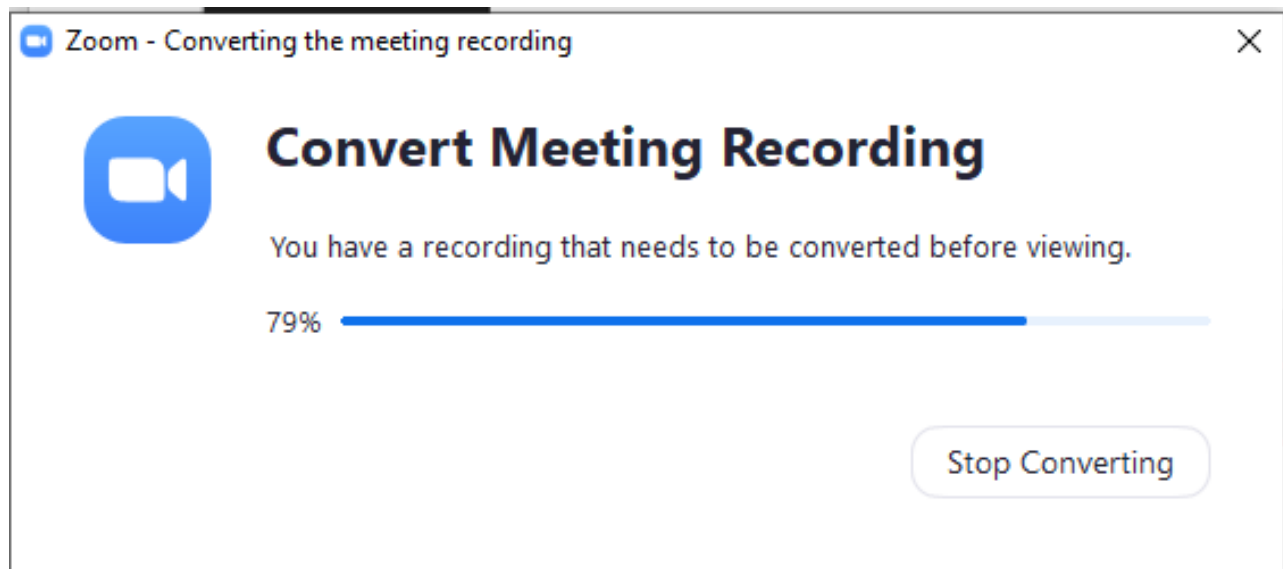 Zoom - Converting the meeting recording
Convert Meeting Recording
You have a recording that needs to be converted before viewing.
79%
Stop Converting